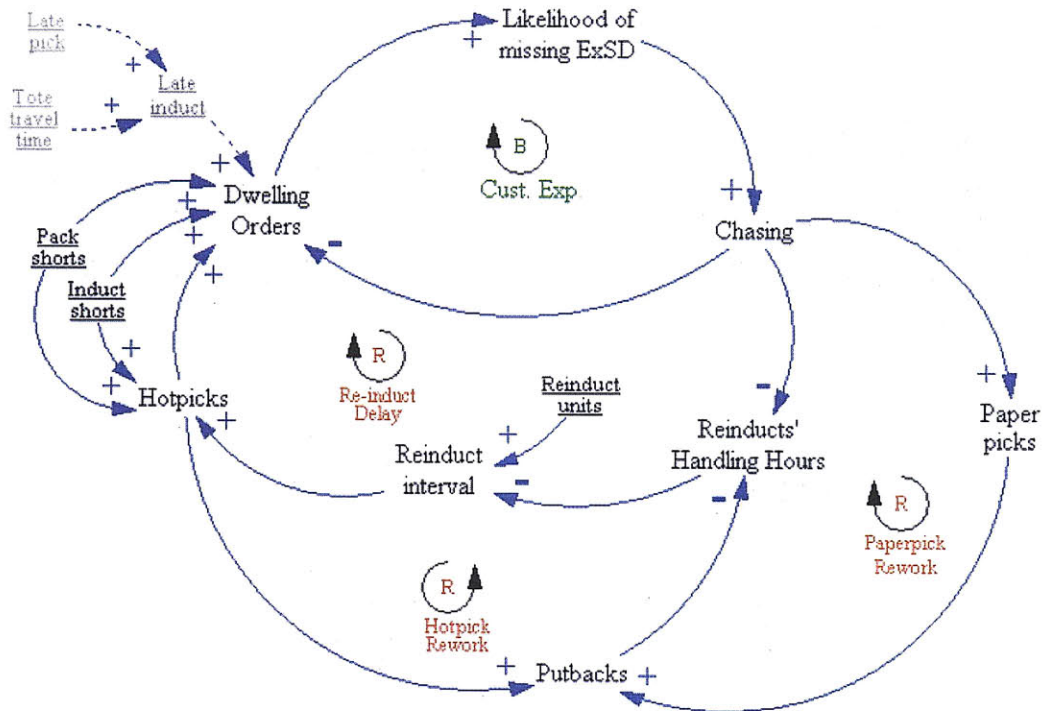 Late
pick
Tote
travel
time
Late
induct
Likelihood of
missing ExSD
B
Cust. Exp
Dwelling
Orders
Chasing
Pack
shorts
Induct
shorts
R
Re-induct
Delay
Hotpicks
Reinduct
units
Reinduct
interval
Reinducts'
Handling Hours
Paper
picks
R
Paperpick
Rework
R
Hotpick
Rework
Putbacks
+
+
+
+
+
+
+
+
+
-
+
+
+
+
-
-
-
+
+
+